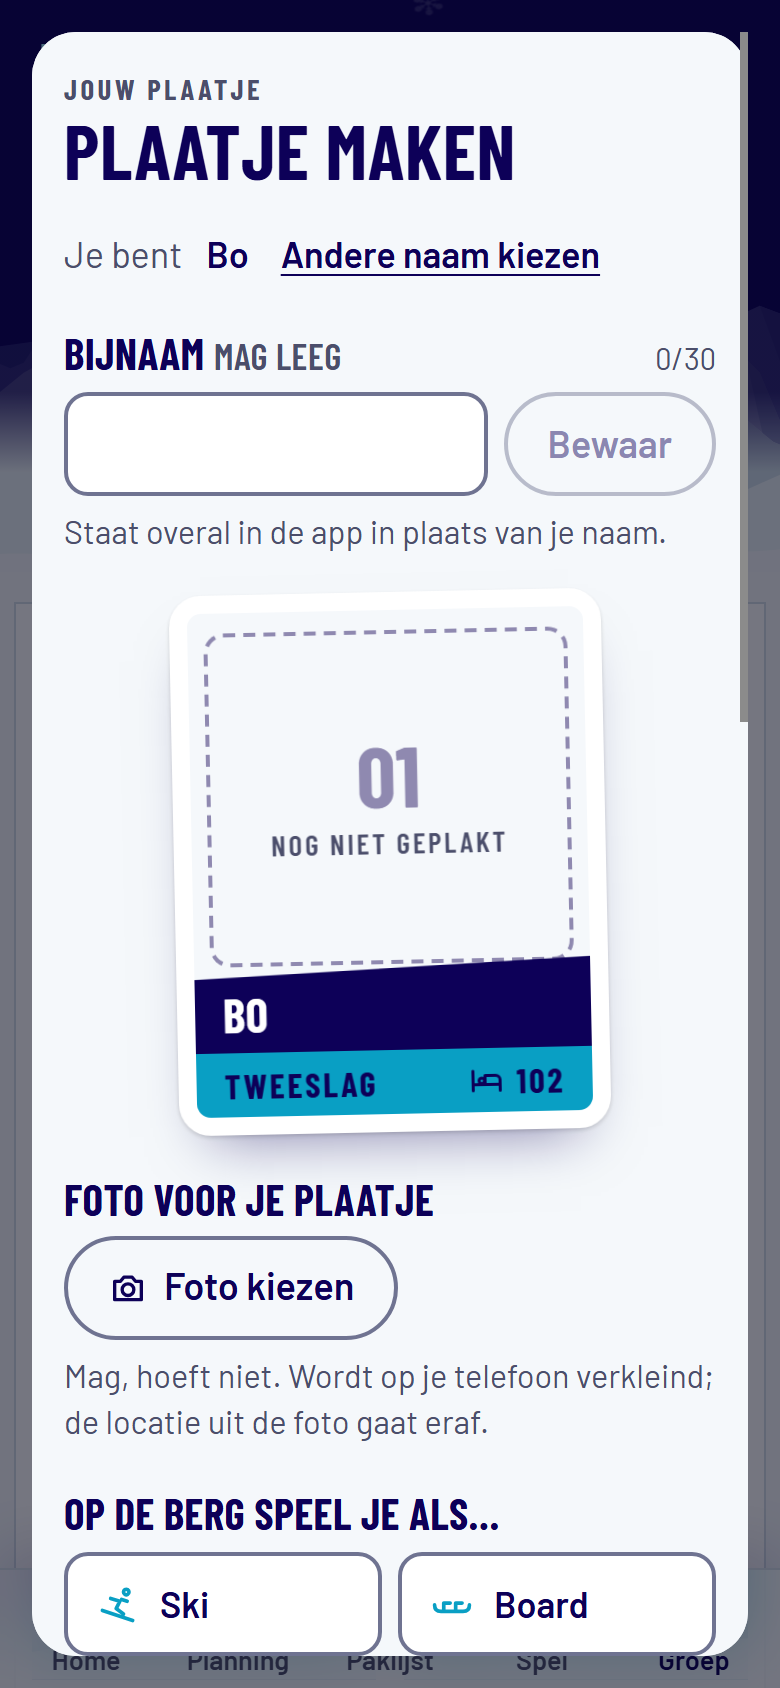 JOUW PLAATJE
PLAATJE MAKEN
Je bent Bo Andere naam kiezen
BIJNAAM MAG LEEG 0/30
Bewaar
Staat overal in de app in plaats van je naam.
01
NOG NIET GEPLAKT
BO
TWEESLAG 102
FOTO VOOR JE PLAATJE
Foto kiezen
Mag, hoeft niet. Wordt op je telefoon verkleind;
de locatie uit de foto gaat eraf.
OP DE BERG SPEEL JE ALS...
Ski Board
Home Planning Paklijst Spel Groep